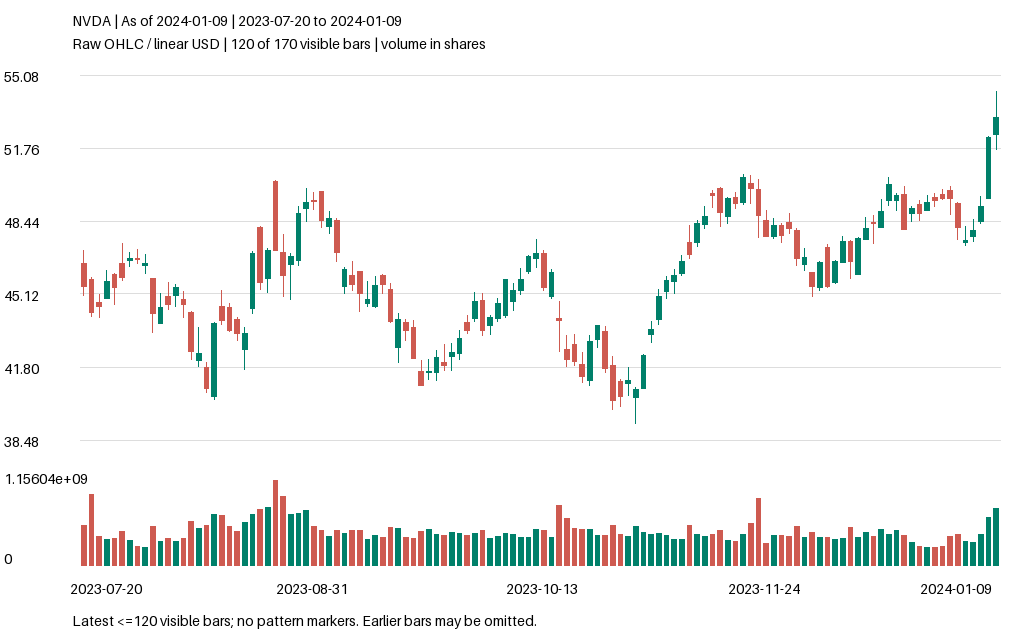 NVDA | As of 2024-01-09 | 2023-07-20 to 2024-01-09
Raw OHLC / linear USD | 120 of 170 visible bars | volume in shares
55.08
51.76
48.44
45.12
41.80
38.48
1.15604e+09
0
2023-07-20 2023-08-31 2023-10-13 2023-11-24 2024-01-09
Latest <=120 visible bars; no pattern markers. Earlier bars may be omitted.